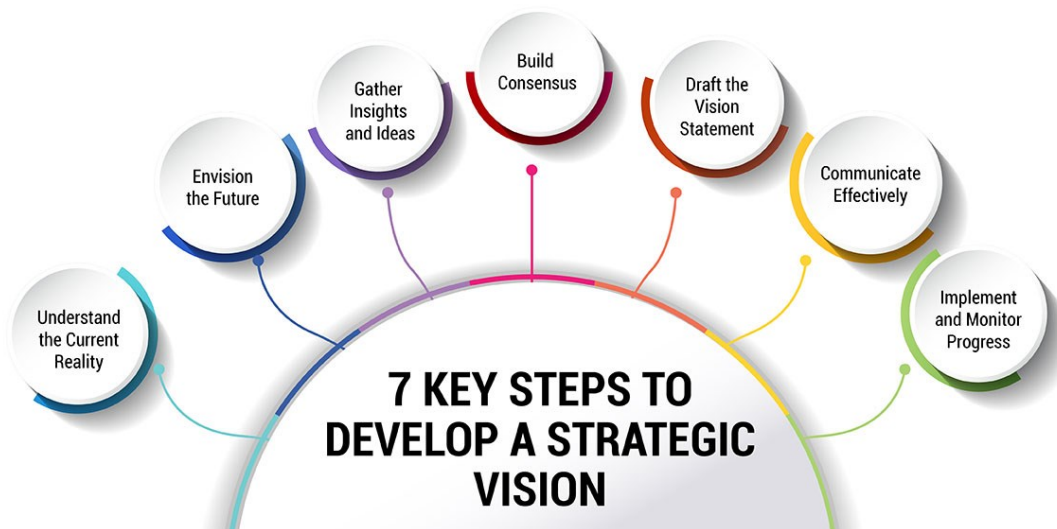 Understand
the Current
Reality
Envision
the Future
Gather
Insights
and Ideas
Build
Consensus
Draft the
Vision
Statement
Communicate
Effectively
Implement
and Monitor
Progress
7 KEY STEPS TO
DEVELOP A STRATEGIC
VISION